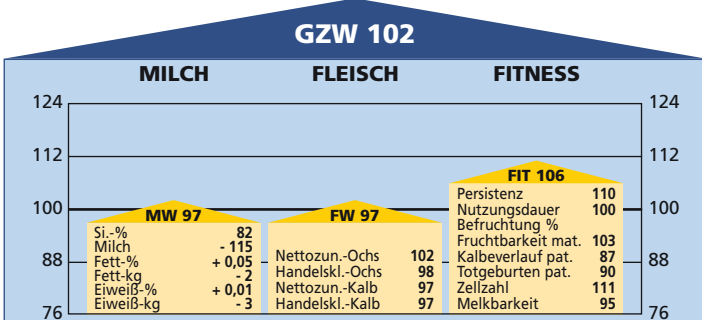 GZW 102
MILCH FLEISCH FITNESS
124 124
112 112
100 100
88 88
76 76
MW 97
Si.-% 82
Milch - 115
Fett-% + 0,05
Fett-kg - 2
Eiweiß-% + 0,01
Eiweiß-kg - 3
FW 97
Nettozun.-Ochs 102
Handelskl.-Ochs 98
Nettozun.-Kalb 97
Handelskl.-Kalb 97
FIT 106
Persistenz 110
Nutzungsdauer 100
Befruchtung %
Fruchtbarkeit mat. 103
Kalbeverlauf pat. 87
Totgeburten pat. 90
Zellzahl 111
Melkbarkeit 95